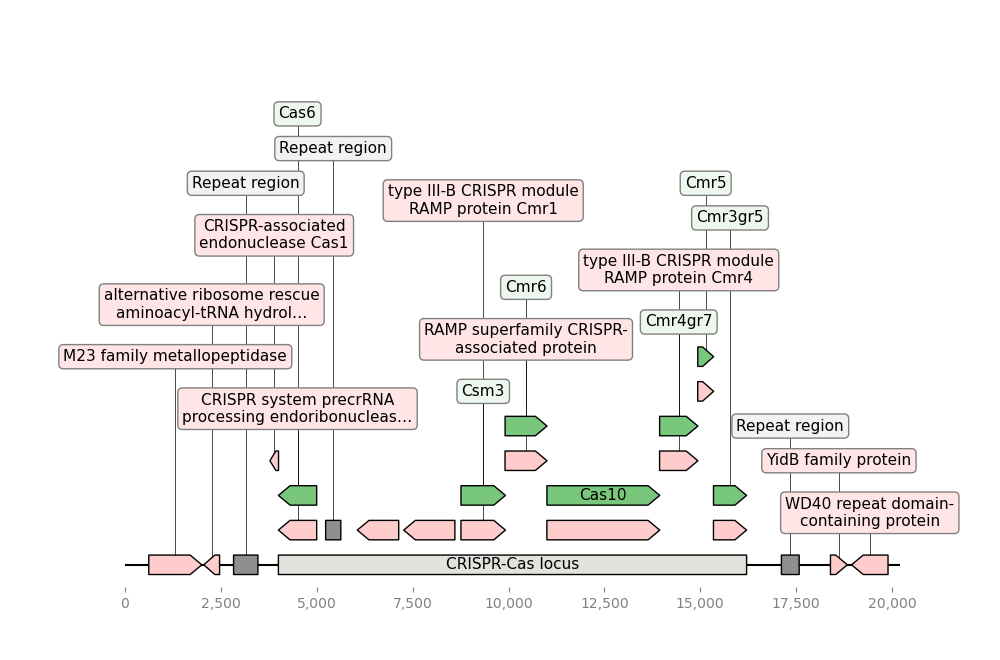 Cas6
Repeat region
Repeat region
Cmr5
type III-B CRISPR module
RAMP protein Cmr1
Cmr3gr5
CRISPR-associated
endonuclease Cas1
type III-B CRISPR module
RAMP protein Cmr4
Cmr6
alternative ribosome rescue
aminoacyl-tRNA hydrol...
Cmr4gr7
RAMP superfamily CRISPR-
associated protein
M23 family metallopeptidase
Csm3
CRISPR system precrRNA
processing endoribonucleas...
Repeat region
YidB family protein
Cas10
WD40 repeat domain-
containing protein
CRISPR-Cas locus
0 2,500 5,000 7,500 10,000 12,500 15,000 17,500 20,000